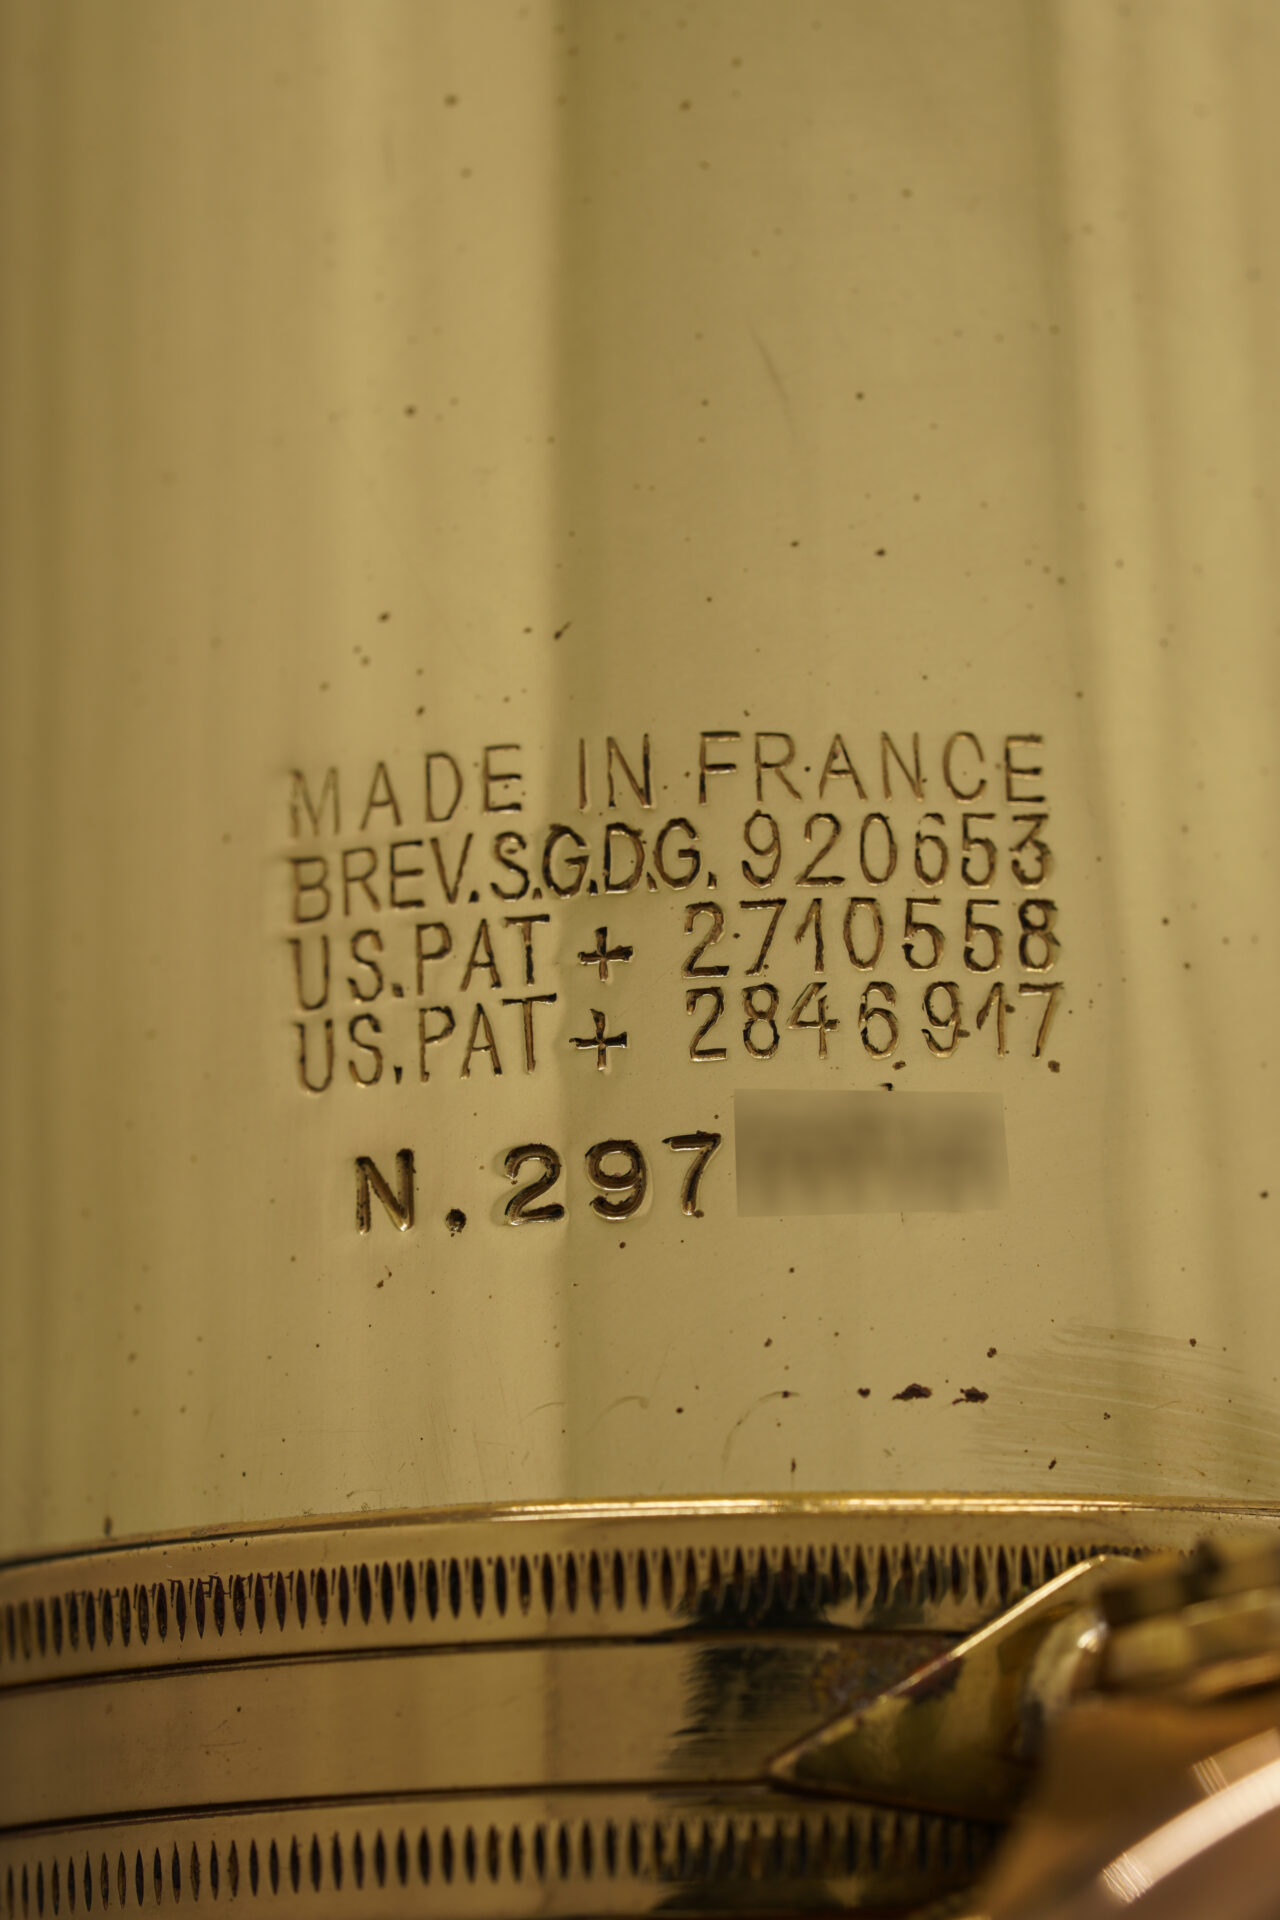 MADE IN FRANCE
BREV.S.G.D.G. 920653
US.PAT + 2710558
US.PAT + 2846917
N.297